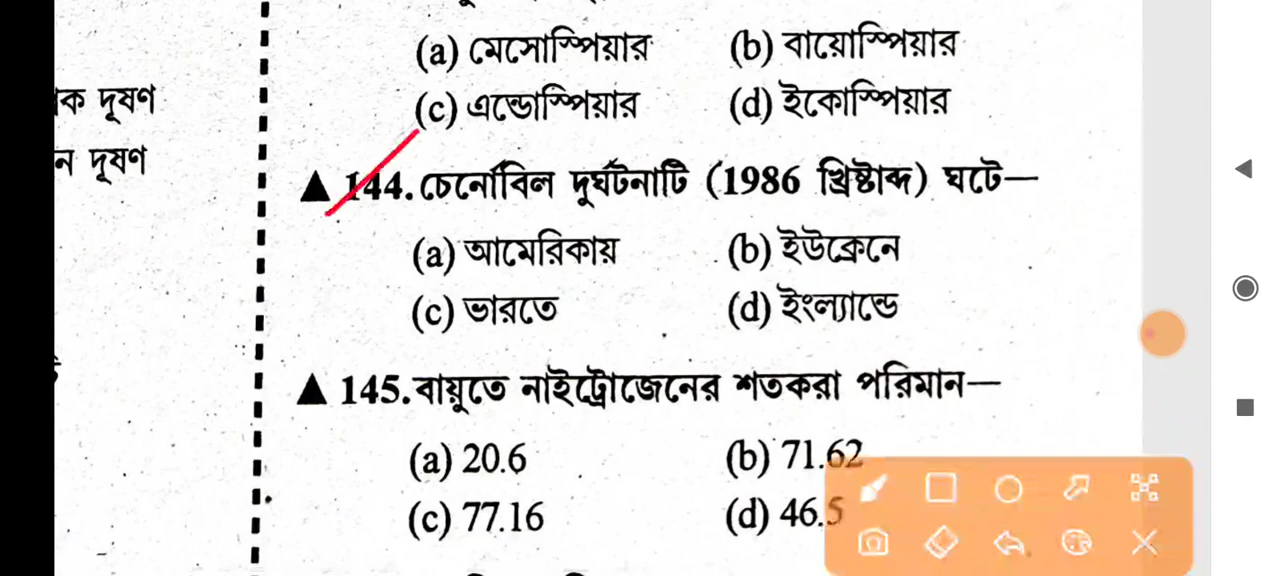 (a) মেসোস্পিয়ার (b) বায়োস্পিয়ার
ক দূষণ
(c) এন্ডোস্পিয়ার (d) ইকোস্পিয়ার
ন দূষণ
▲ 144. চের্নোবিল দুর্ঘটনাটি (1986 খ্রিষ্টাব্দ) ঘটে—
(a) আমেরিকায় (b) ইউক্রেনে
(c) ভারতে (d) ইংল্যান্ডে
▲ 145. বায়ুতে নাইট্রোজেনের শতকরা পরিমান—
(a) 20.6 (b) 71.62
(c) 77.16 (d) 46.5